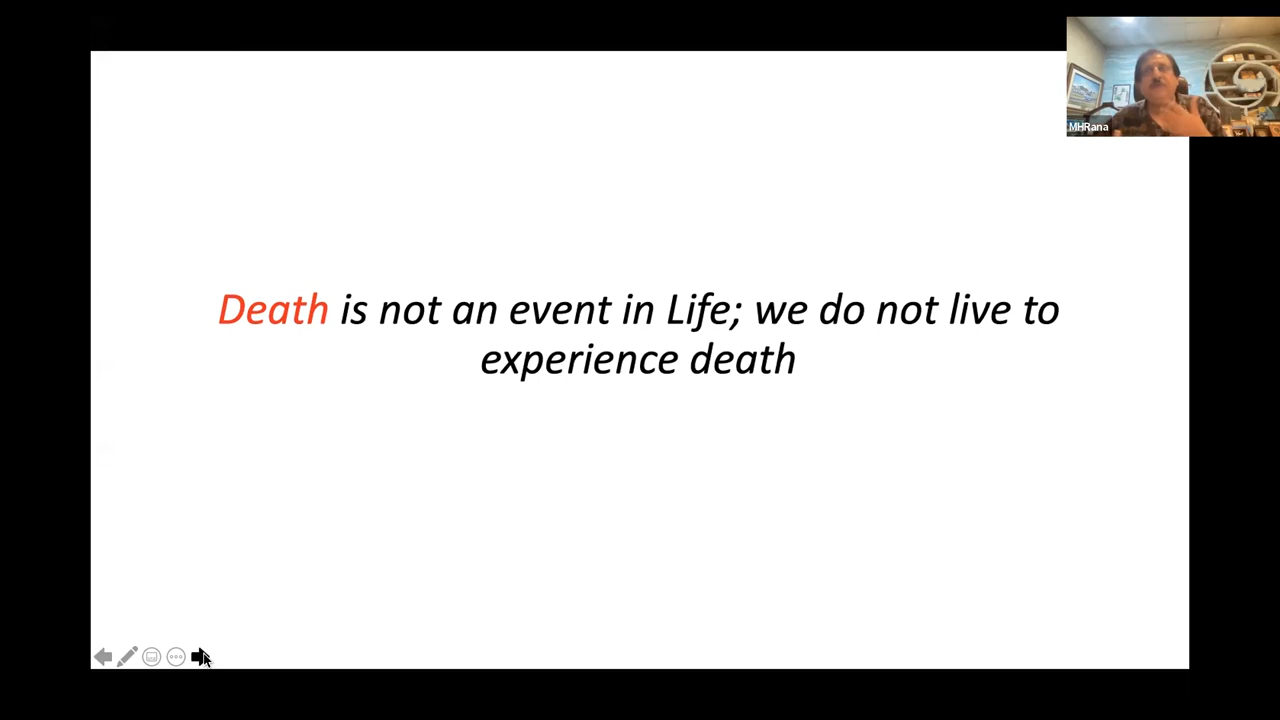 MHRana
Death is not an event in Life; we do not live to
experience death